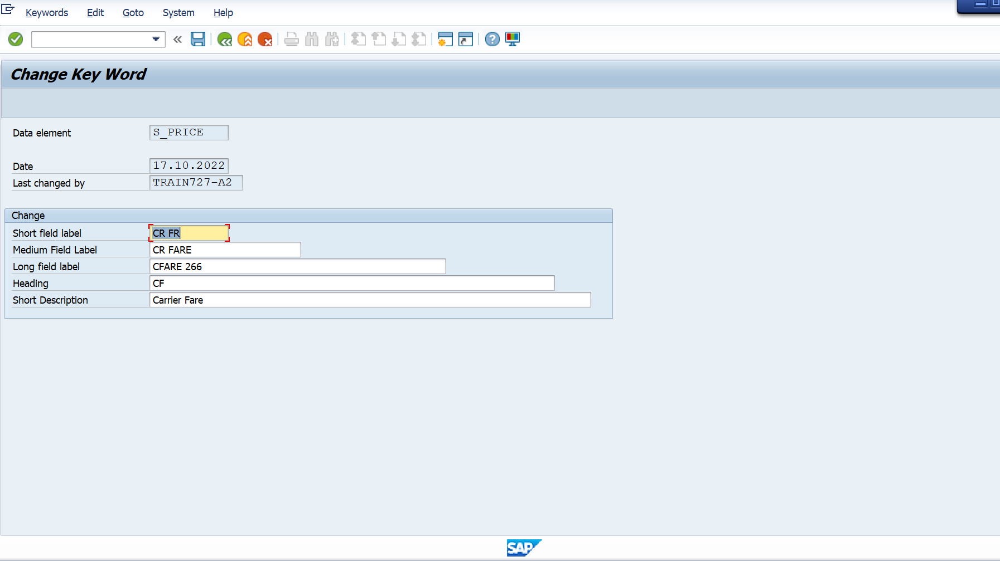 Keywords Edit Goto System Help
Change Key Word
Data element S_PRICE
Date 17.10.2022
Last changed by TRAIN727-A2
Change
Short field label CR FR
Medium Field Label CR FARE
Long field label CFARE 266
Heading CF
Short Description Carrier Fare
SAP